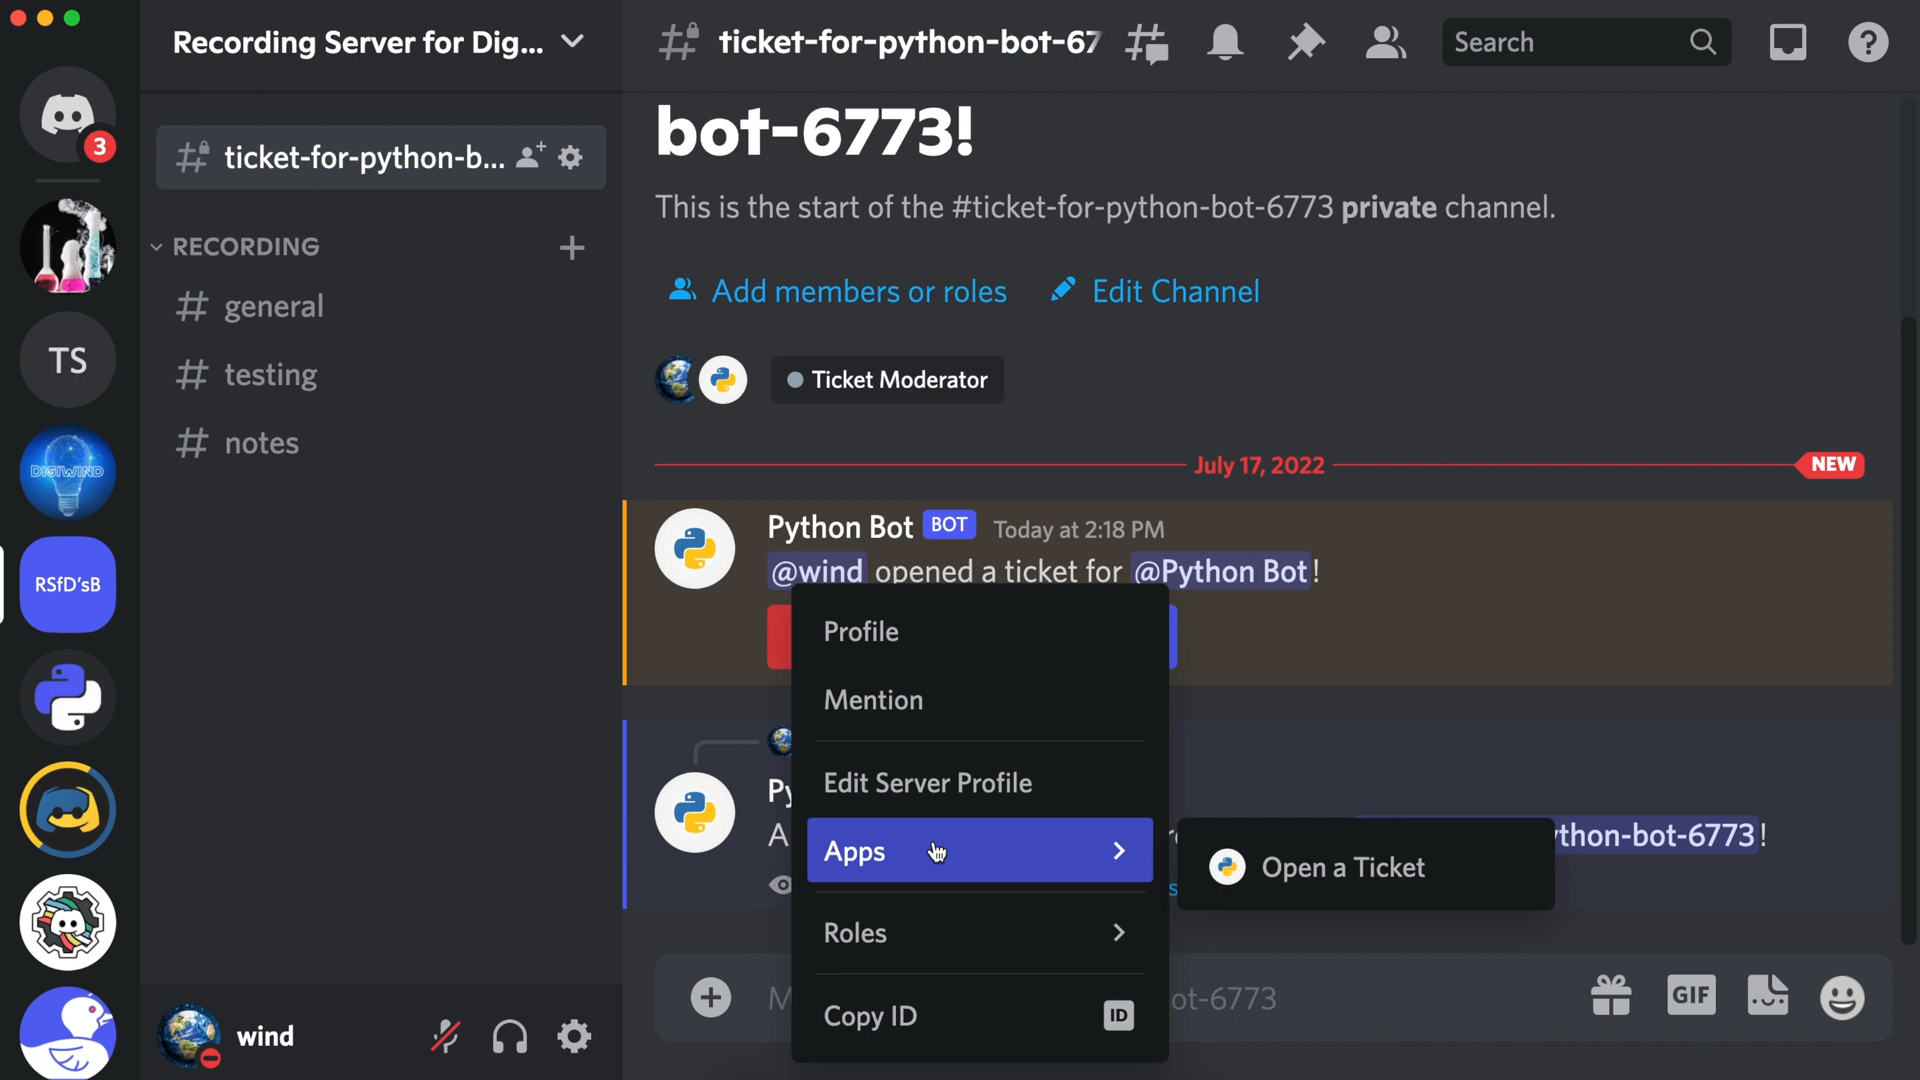 Recording Server for Dig...
ticket-for-python-bot-67
Search
3
ticket-for-python-b...
RECORDING
general
testing
notes
TS
DIGIWIND
RSfD'sB
wind
bot-6773!
This is the start of the #ticket-for-python-bot-6773 private channel.
Add members or roles
Edit Channel
Ticket Moderator
July 17, 2022
NEW
Python Bot BOT Today at 2:18 PM
@wind opened a ticket for @Python Bot!
Profile
Mention
Edit Server Profile
Apps
Open a Ticket
Roles
Copy ID
ID
Py
A
thon-bot-6773!
M
ot-6773
GIF